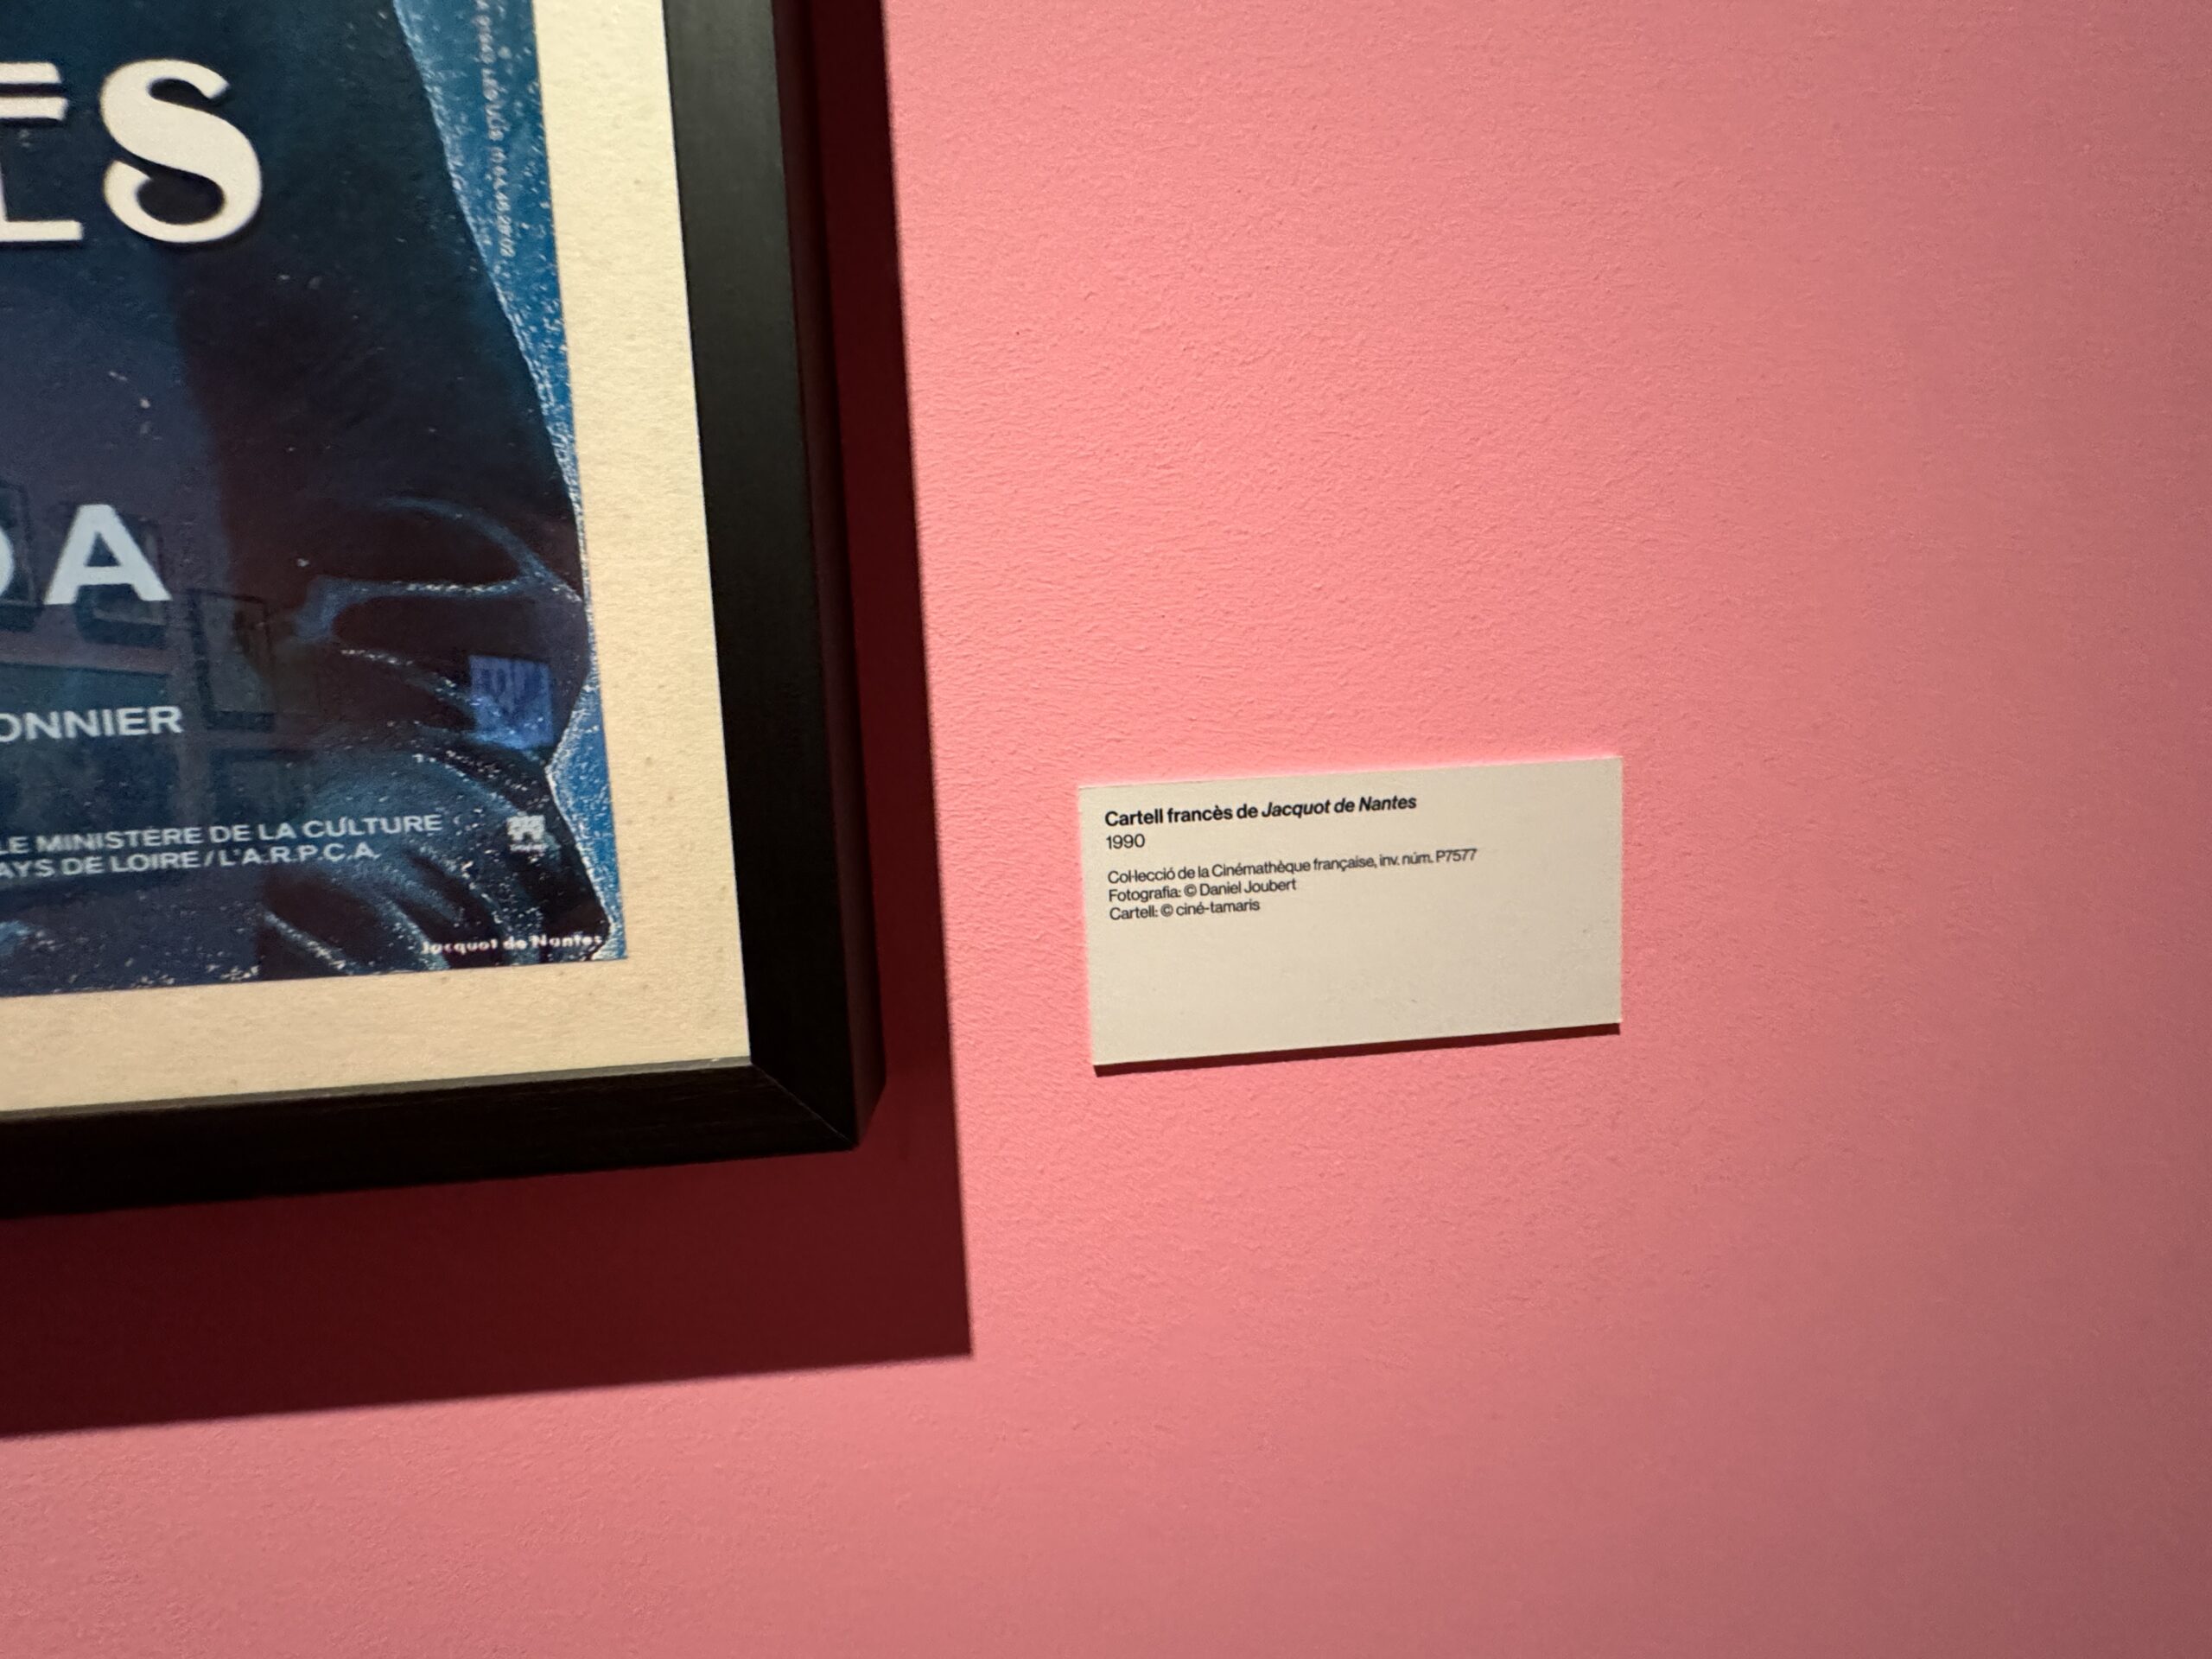 ES
DA
ONNIER
LE MINISTÈRE DE LA CULTURE
AYS DE LOIRE / L'A.R.P.C.A.
Jacquot de Nantes
Cartell francès de Jacquot de Nantes
1990
Col·lecció de la Cinémathèque française, inv. núm. P7577
Fotografia: © Daniel Joubert
Cartell: © ciné-tamaris